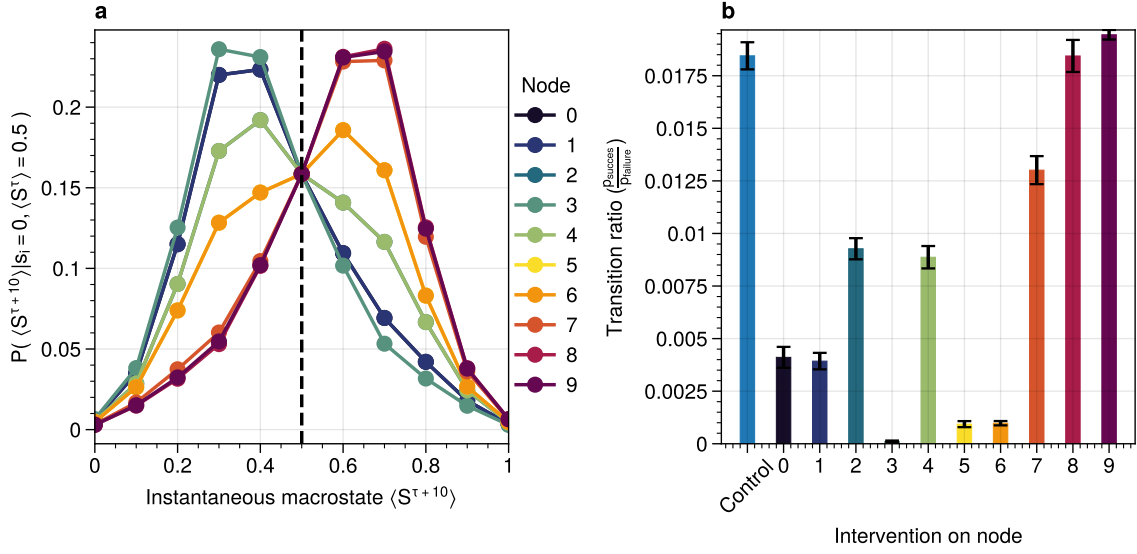 a
P( ⟨S^{τ+10}⟩|s_i = 0, ⟨S^τ⟩ = 0.5 )
0.2
0.15
0.1
0.05
0
0 0.2 0.4 0.6 0.8 1
Instantaneous macrostate ⟨S^{τ+10}⟩
Node
0
1
2
3
4
5
6
7
8
9
b
Transition ratio (p_succes/p_failure)
0.0175
0.015
0.0125
0.01
0.0075
0.005
0.0025
0
Control 0 1 2 3 4 5 6 7 8 9
Intervention on node